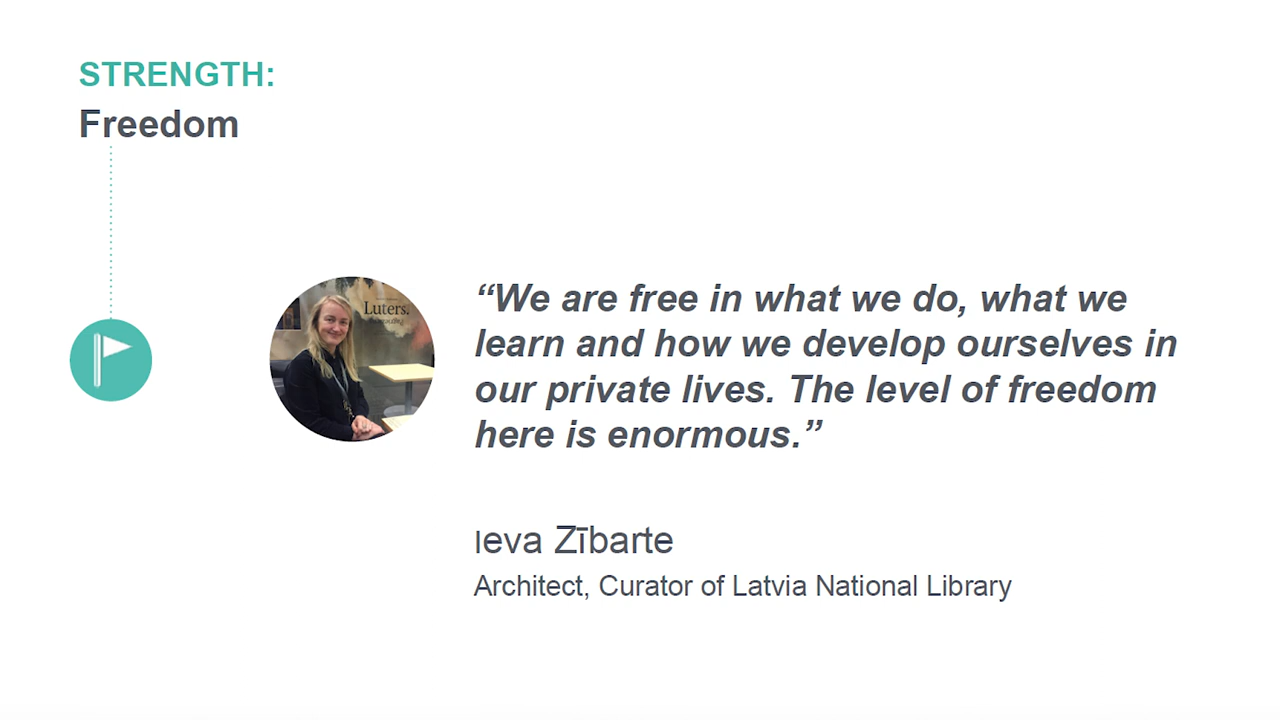 STRENGTH:
Freedom
Luters.
“We are free in what we do, what we
learn and how we develop ourselves in
our private lives. The level of freedom
here is enormous.”
Ieva Zībarte
Architect, Curator of Latvia National Library